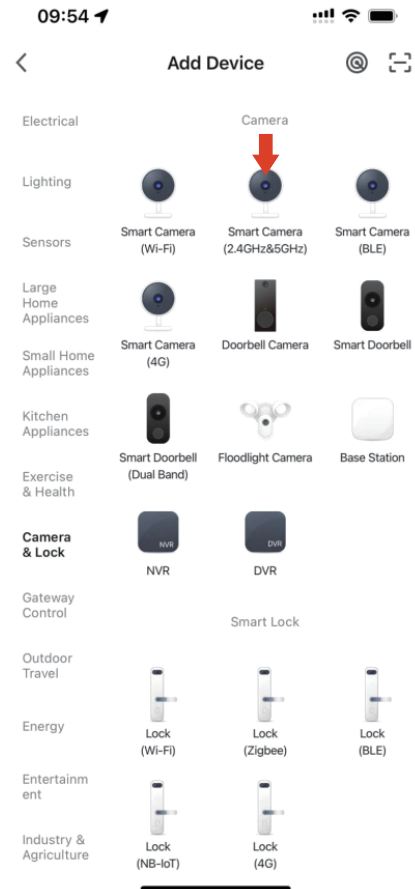 09:54
Add Device
Electrical
Lighting
Sensors
Large
Home
Appliances
Small Home
Appliances
Kitchen
Appliances
Exercise
& Health
Camera
& Lock
Gateway
Control
Outdoor
Travel
Energy
Entertainm
ent
Industry &
Agriculture
Camera
Smart Camera
(Wi-Fi)
Smart Camera
(2.4GHz&5GHz)
Smart Camera
(BLE)
Smart Camera
(4G)
Doorbell Camera
Smart Doorbell
Smart Doorbell
(Dual Band)
Floodlight Camera
Base Station
NVR
NVR
DVR
DVR
Smart Lock
Lock
(Wi-Fi)
Lock
(Zigbee)
Lock
(BLE)
Lock
(NB-IoT)
Lock
(4G)